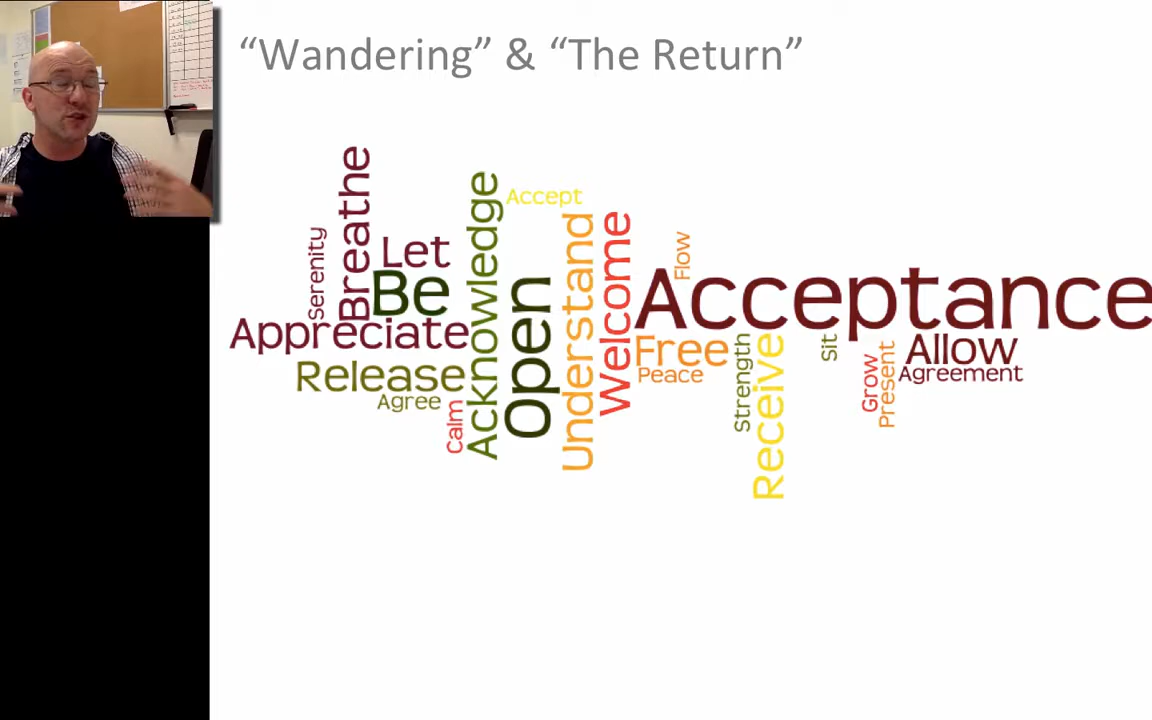 “Wandering” & “The Return”
Serenity
Breathe
Let
Be
Appreciate
Release
Agree
Calm
Acknowledge
Accept
Open
Understand
Welcome
Flow
Acceptance
Free
Peace
Strength
Receive
Sit
Grow
Present
Allow
Agreement